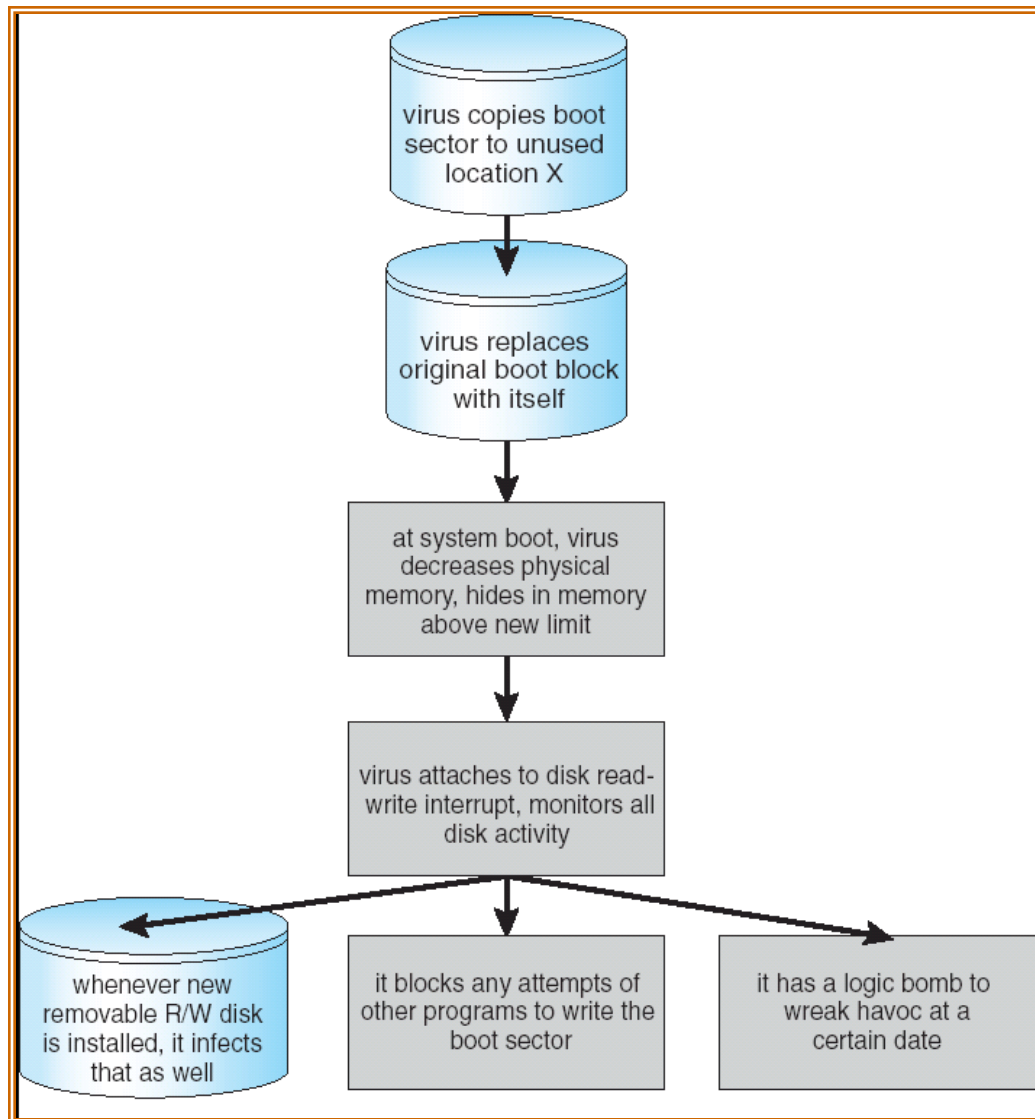 virus copies boot
sector to unused
location X
virus replaces
original boot block
with itself
at system boot, virus
decreases physical
memory, hides in memory
above new limit
virus attaches to disk read-
write interrupt, monitors all
disk activity
whenever new
removable R/W disk
is installed, it infects
that as well
it blocks any attempts of
other programs to write the
boot sector
it has a logic bomb to
wreak havoc at a
certain date